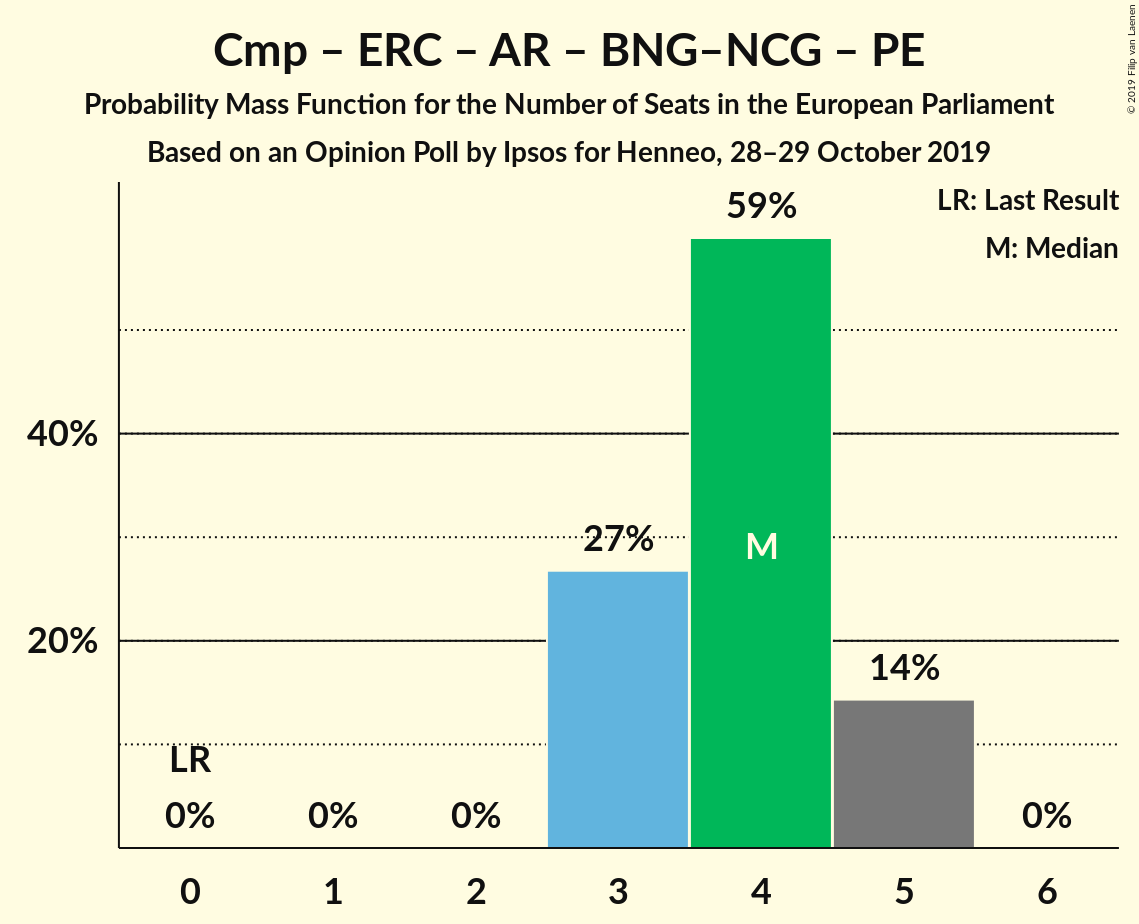 Cmp – ERC – AR – BNG–NCG – PE
Probability Mass Function for the Number of Seats in the European Parliament
Based on an Opinion Poll by Ipsos for Henneo, 28–29 October 2019
© 2019 Filip van Laenen
LR: Last Result
M: Median
59%
40%
27%
M
20%
14%
LR
0%
0%
0%
0%
0
1
2
3
4
5
6